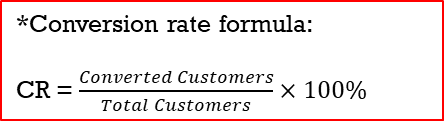 *Conversion rate formula:
CR = Converted Customers / Total Customers × 100%